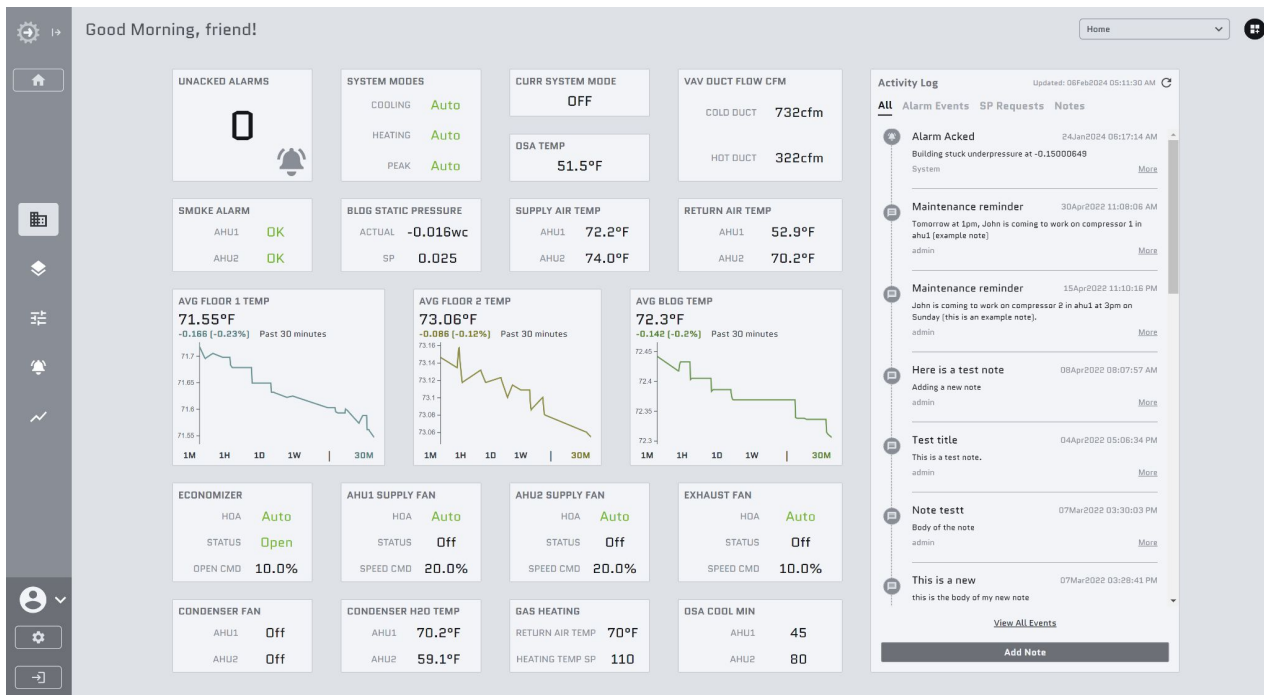 Good Morning, friend!
Home
UNACKED ALARMS
0
SYSTEM MODES
COOLING Auto
HEATING Auto
PEAK Auto
CURR SYSTEM MODE
OFF
OSA TEMP
51.5°F
VAV DUCT FLOW CFM
COLD DUCT 732cfm
HOT DUCT 322cfm
SMOKE ALARM
AHU1 OK
AHU2 OK
BLDG STATIC PRESSURE
ACTUAL -0.016wc
SP 0.025
SUPPLY AIR TEMP
AHU1 72.2°F
AHU2 74.0°F
RETURN AIR TEMP
AHU1 52.9°F
AHU2 70.2°F
AVG FLOOR 1 TEMP
71.55°F
-0.166 (-0.23%) Past 30 minutes
71.7
71.65
71.6
71.55
1M 1H 1D 1W | 30M
AVG FLOOR 2 TEMP
73.06°F
-0.086 (-0.12%) Past 30 minutes
73.16
73.14
73.12
73.1
73.08
73.06
1M 1H 1D 1W | 30M
AVG BLDG TEMP
72.3°F
-0.142 (-0.2%) Past 30 minutes
72.45
72.4
72.35
72.3
1M 1H 1D 1W | 30M
ECONOMIZER
HOA Auto
STATUS Open
OPEN CMD 10.0%
AHU1 SUPPLY FAN
HOA Auto
STATUS Off
SPEED CMD 20.0%
AHU2 SUPPLY FAN
HOA Auto
STATUS Off
SPEED CMD 20.0%
EXHAUST FAN
HOA Auto
STATUS Off
SPEED CMD 10.0%
CONDENSER FAN
AHU1 Off
AHU2 Off
CONDENSER H2O TEMP
AHU1 70.2°F
AHU2 59.1°F
GAS HEATING
RETURN AIR TEMP 70°F
HEATING TEMP SP 110
OSA COOL MIN
AHU1 45
AHU2 80
Activity Log Updated: 06Feb2024 05:11:30 AM
All Alarm Events SP Requests Notes
Alarm Acked 24Jan2024 06:17:14 AM
Building stuck underpressure at -0.15000649
System More
Maintenance reminder 30Apr2022 11:08:06 AM
Tomorrow at 1pm, John is coming to work on compressor 1 in
ahu1 (example note)
admin More
Maintenance reminder 15Apr2022 11:10:16 PM
John is coming to work on compressor 2 in ahu1 at 3pm on
Sunday (this is an example note).
admin More
Here is a test note 08Apr2022 08:07:57 AM
Adding a new note
admin More
Test title 04Apr2022 05:06:34 PM
This is a test note.
admin More
Note testt 07Mar2022 03:30:03 PM
Body of the note
admin More
This is a new 07Mar2022 03:28:41 PM
this is the body of my new note
View All Events
Add Note